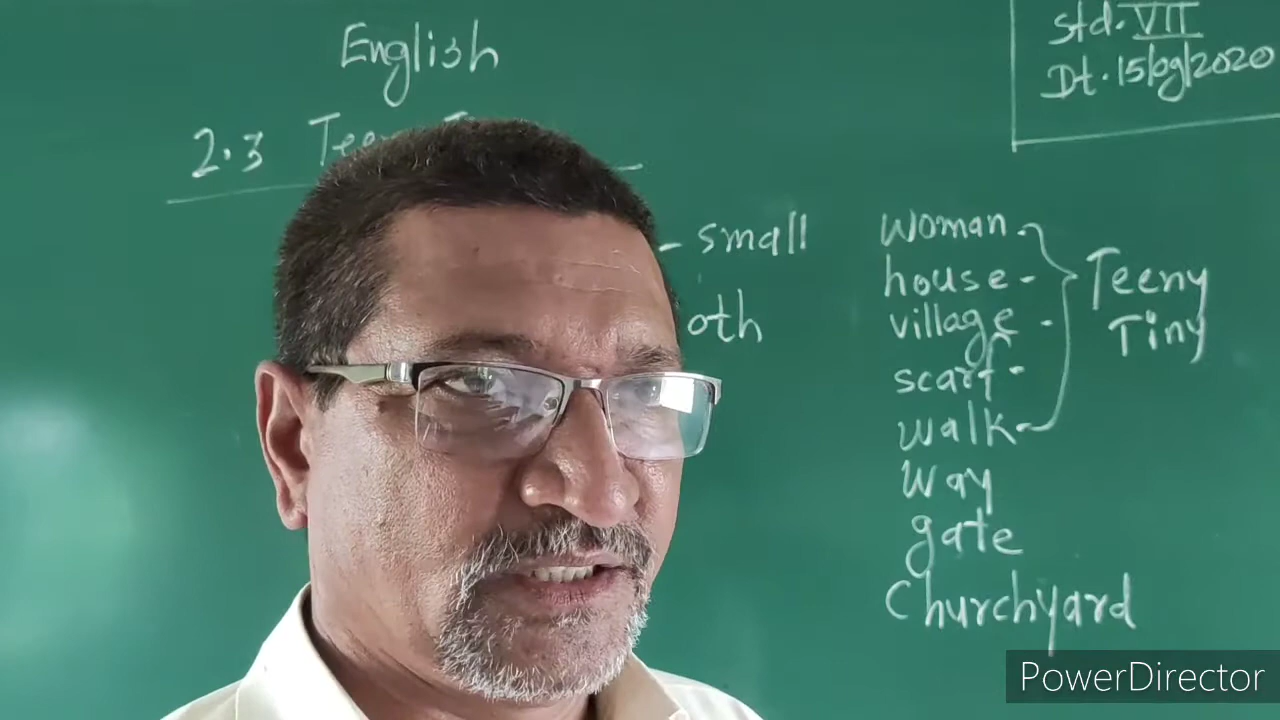 English
std. VII
Dt. 15/09/2020
2.3
- small
oth
woman
house -
village -
scarf -
walk
way
gate
Churchyard
Teeny
Tiny
PowerDirector